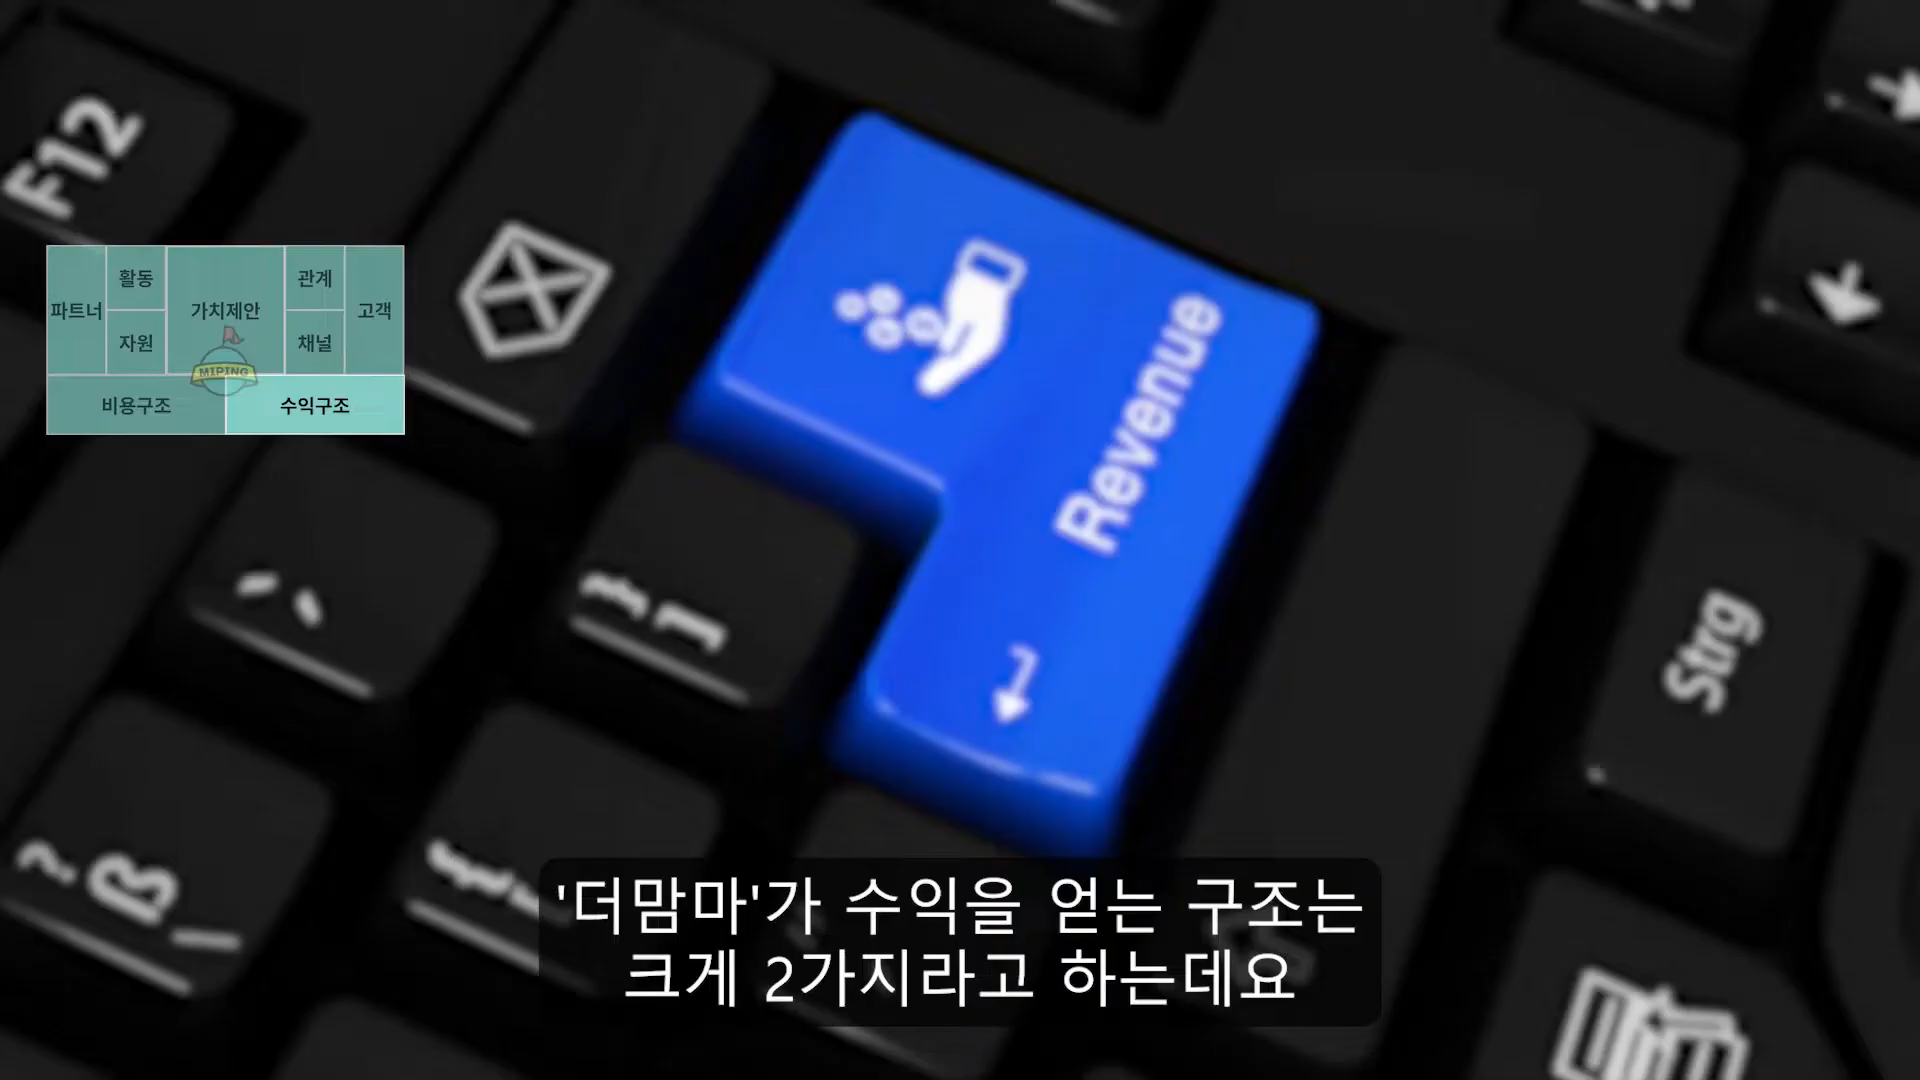 F12
활동
관계
파트너
가치제안
고객
자원
채널
MIPING
비용구조
수익구조
Revenue
Strg
? ß \
} ]
'더맘마'가 수익을 얻는 구조는
크게 2가지라고 하는데요